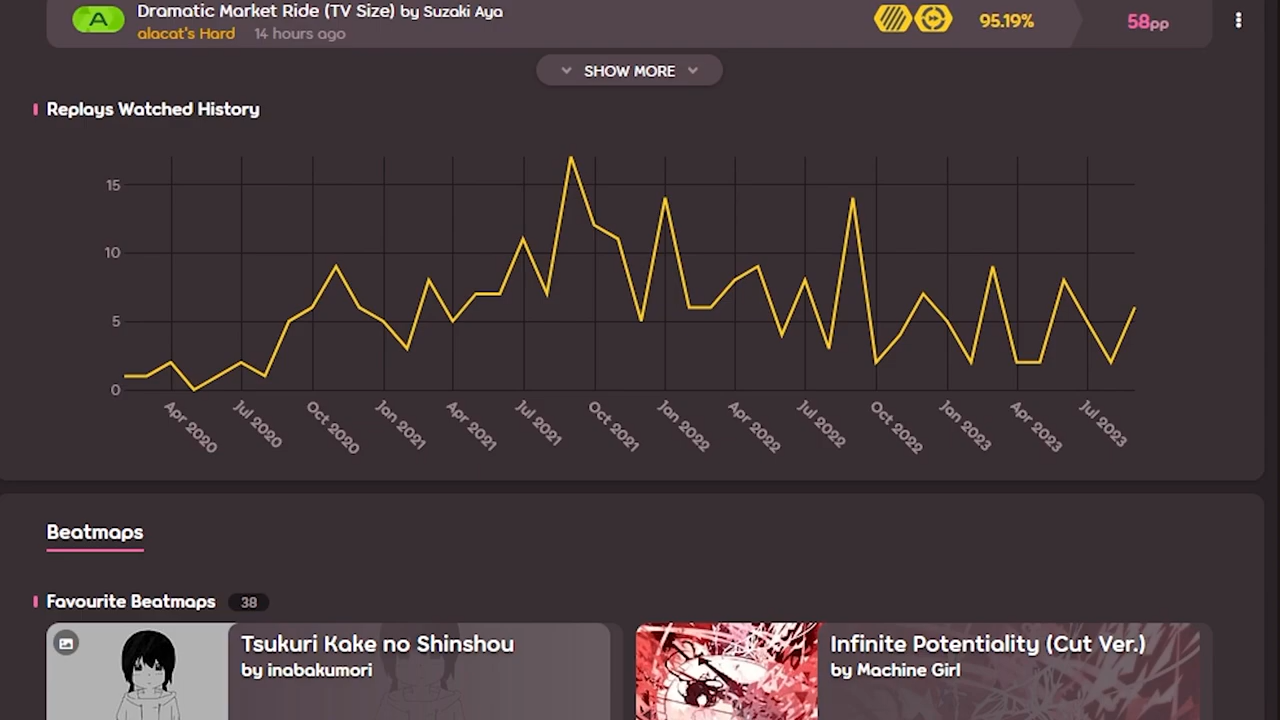 A
Dramatic Market Ride (TV Size) by Suzaki Aya
alacat's Hard 14 hours ago
95.19%
58pp
SHOW MORE
Replays Watched History
15
10
5
0
Apr 2020 Jul 2020 Oct 2020 Jan 2021 Apr 2021 Jul 2021 Oct 2021 Jan 2022 Apr 2022 Jul 2022 Oct 2022 Jan 2023 Apr 2023 Jul 2023
Beatmaps
Favourite Beatmaps 38
Tsukuri Kake no Shinshou
by inabakumori
Infinite Potentiality (Cut Ver.)
by Machine Girl